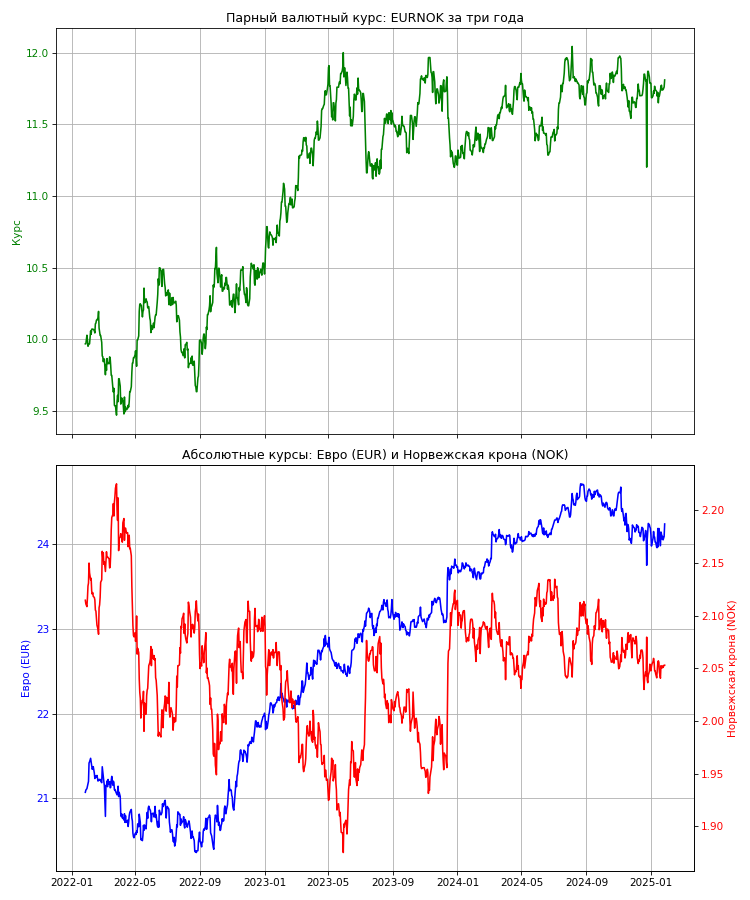 Парный валютный курс: EURNOK за три года
12.0
11.5
11.0
10.5
10.0
9.5
Курс
Абсолютные курсы: Евро (EUR) и Норвежская крона (NOK)
24
23
22
21
Евро (EUR)
2.20
2.15
2.10
2.05
2.00
1.95
1.90
Норвежская крона (NOK)
2022-01 2022-05 2022-09 2023-01 2023-05 2023-09 2024-01 2024-05 2024-09 2025-01